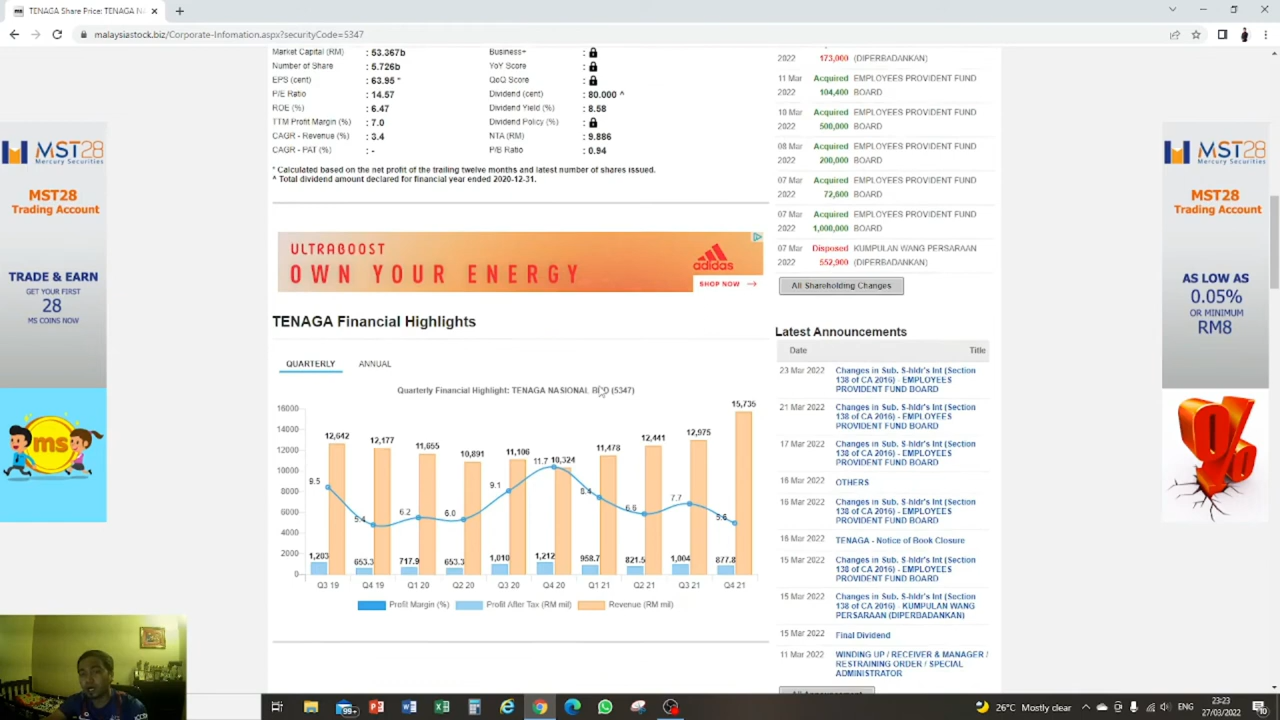 TENAGA Share Price: TENAGA N
malaysiastock.biz/Corporate-Infomation.aspx?securityCode=5347
Market Capital (RM) : 53.367b
Number of Share : 5.726b
EPS (cent) : 63.95 *
P/E Ratio : 14.57
ROE (%) : 6.47
TTM Profit Margin (%) : 7.0
CAGR - Revenue (%) : 3.4
CAGR - PAT (%) : -
Business~ :
YoY Score :
QoQ Score :
Dividend (cent) : 80.000 ^
Dividend Yield (%) : 8.58
Dividend Policy (%) :
NTA (RM) : 9.886
P/B Ratio : 0.94
* Calculated based on the net profit of the trailing twelve months and latest number of shares issued.
^ Total dividend amount declared for financial year ended 2020-12-31.
ULTRABOOST
OWN YOUR ENERGY
adidas
SHOP NOW →
TENAGA Financial Highlights
QUARTERLY ANNUAL
Quarterly Financial Highlight: TENAGA NASIONAL (5347)
16000
14000
12000
10000
8000
6000
4000
2000
0
12,642 12,177 11,655 10,891 11,106 10,324 11,478 12,441 12,975 15,735
9.5 5.4 6.2 6.0 9.1 11.7 8.4 6.6 7.7 5.6
1,203 653.3 717.9 653.3 1,010 1,212 958.7 821.5 1,004 877.8
Q3 19 Q4 19 Q1 20 Q2 20 Q3 20 Q4 20 Q1 21 Q2 21 Q3 21 Q4 21
Profit Margin (%) Profit After Tax (RM mil) Revenue (RM mil)
2022 173,000 (DIPERBADANKAN)
11 Mar Acquired EMPLOYEES PROVIDENT FUND
2022 104,400 BOARD
10 Mar Acquired EMPLOYEES PROVIDENT FUND
2022 500,000 BOARD
08 Mar Acquired EMPLOYEES PROVIDENT FUND
2022 200,000 BOARD
07 Mar Acquired EMPLOYEES PROVIDENT FUND
2022 72,600 BOARD
07 Mar Acquired EMPLOYEES PROVIDENT FUND
2022 1,000,000 BOARD
07 Mar Disposed KUMPULAN WANG PERSARAAN
2022 552,900 (DIPERBADANKAN)
All Shareholding Changes
Latest Announcements
Date Title
23 Mar 2022 Changes in Sub. S-hldr's Int (Section
138 of CA 2016) - EMPLOYEES
PROVIDENT FUND BOARD
21 Mar 2022 Changes in Sub. S-hldr's Int (Section
138 of CA 2016) - EMPLOYEES
PROVIDENT FUND BOARD
17 Mar 2022 Changes in Sub. S-hldr's Int (Section
138 of CA 2016) - EMPLOYEES
PROVIDENT FUND BOARD
16 Mar 2022 OTHERS
16 Mar 2022 Changes in Sub. S-hldr's Int (Section
138 of CA 2016) - EMPLOYEES
PROVIDENT FUND BOARD
16 Mar 2022 TENAGA - Notice of Book Closure
15 Mar 2022 Changes in Sub. S-hldr's Int (Section
138 of CA 2016) - EMPLOYEES
PROVIDENT FUND BOARD
15 Mar 2022 Changes in Sub. S-hldr's Int (Section
138 of CA 2016) - KUMPULAN WANG
PERSARAAN (DIPERBADANKAN)
15 Mar 2022 Final Dividend
11 Mar 2022 WINDING UP / RECEIVER & MANAGER /
RESTRAINING ORDER / SPECIAL
ADMINISTRATOR
MST28
Mercury Securities
MST28
Trading Account
TRADE & EARN
GET YOUR FIRST
28
MS COINS NOW
ms
MST28
Mercury Securities
MST28
Trading Account
AS LOW AS
0.05%
OR MINIMUM
RM8
99+
26°C Mostly clear
ENG
23:23
27/03/2022